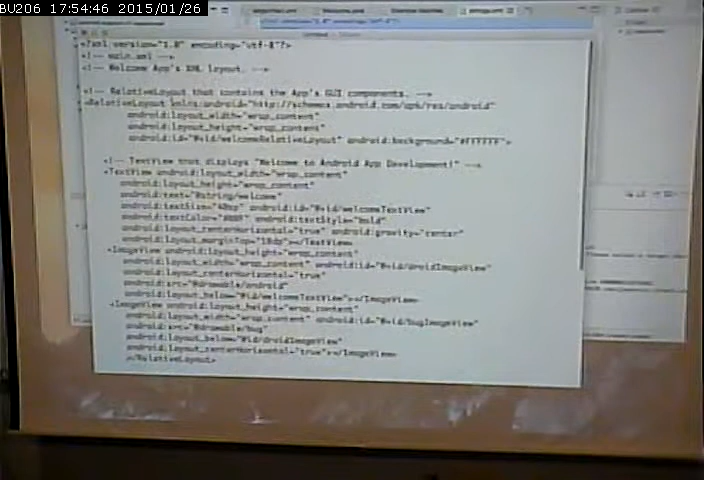 BU206 17:54:46 2015/01/26
<?xml version="1.0" encoding="utf-8"?>
<!-- main.xml -->
<!-- Welcome App's XML layout. -->
<!-- RelativeLayout that contains the App's GUI components. -->
<RelativeLayout xmlns:android="http://schemas.android.com/apk/res/android"
android:layout_width="wrap_content"
android:layout_height="wrap_content"
android:id="@+id/welcomeRelativeLayout" android:background="#FFFFFF">
<!-- TextView that displays "Welcome to Android App Development!" -->
<TextView android:layout_width="wrap_content"
android:layout_height="wrap_content"
android:text="@string/welcome"
android:textSize="40sp" android:id="@+id/welcomeTextView"
android:textColor="#00F" android:textStyle="bold"
android:layout_centerHorizontal="true" android:gravity="center"
android:layout_marginTop="10dp"></TextView>
<ImageView android:layout_height="wrap_content"
android:layout_width="wrap_content" android:id="@+id/droidImageView"
android:layout_centerHorizontal="true"
android:src="@drawable/android"
android:layout_below="@id/welcomeTextView"></ImageView>
<ImageView android:layout_height="wrap_content"
android:layout_width="wrap_content" android:id="@+id/bugImageView"
android:src="@drawable/bug"
android:layout_below="@id/droidImageView"
android:layout_centerHorizontal="true"></ImageView>
</RelativeLayout>